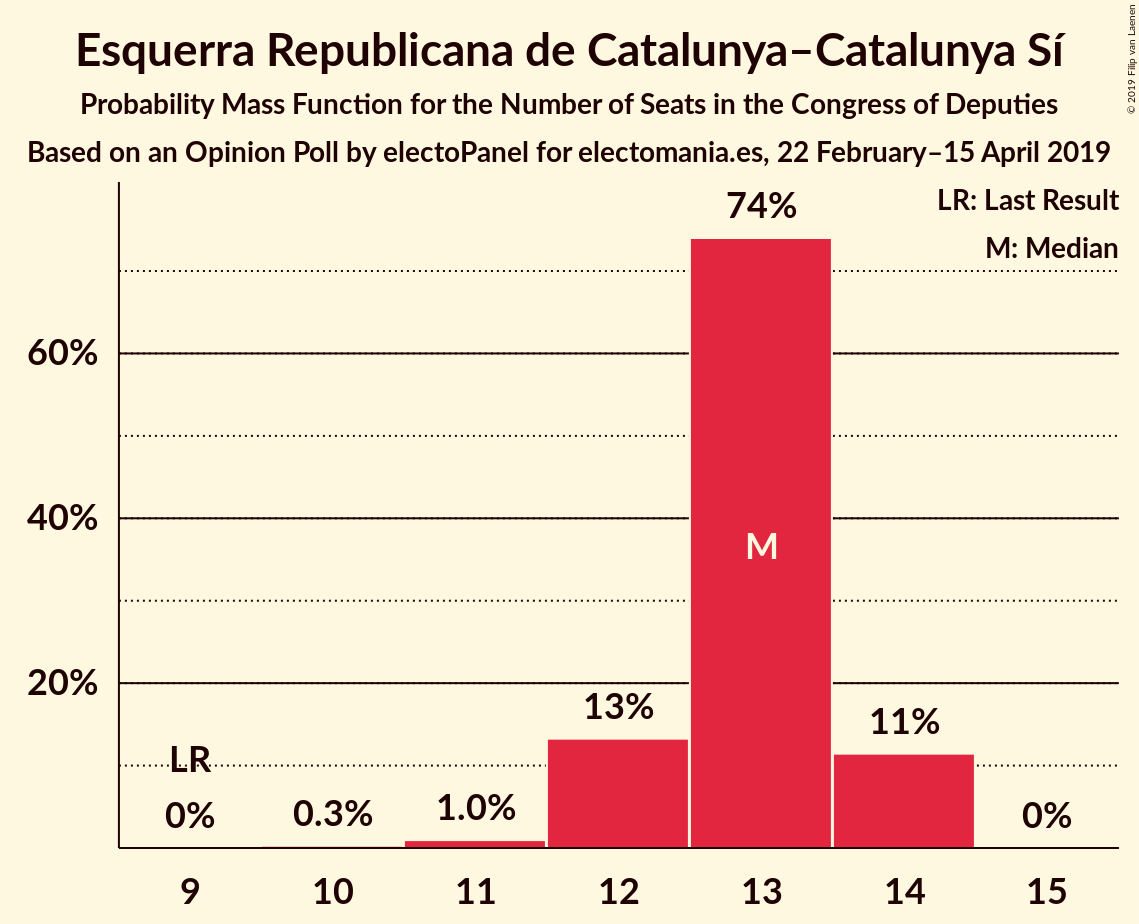 Esquerra Republicana de Catalunya–Catalunya Sí
Probability Mass Function for the Number of Seats in the Congress of Deputies
Based on an Opinion Poll by electoPanel for electomania.es, 22 February–15 April 2019
© 2019 Filip van Laenen
LR: Last Result
M: Median
74%
60%
40%
M
20%
13%
11%
LR
0%
0.3%
1.0%
0%
9 10 11 12 13 14 15